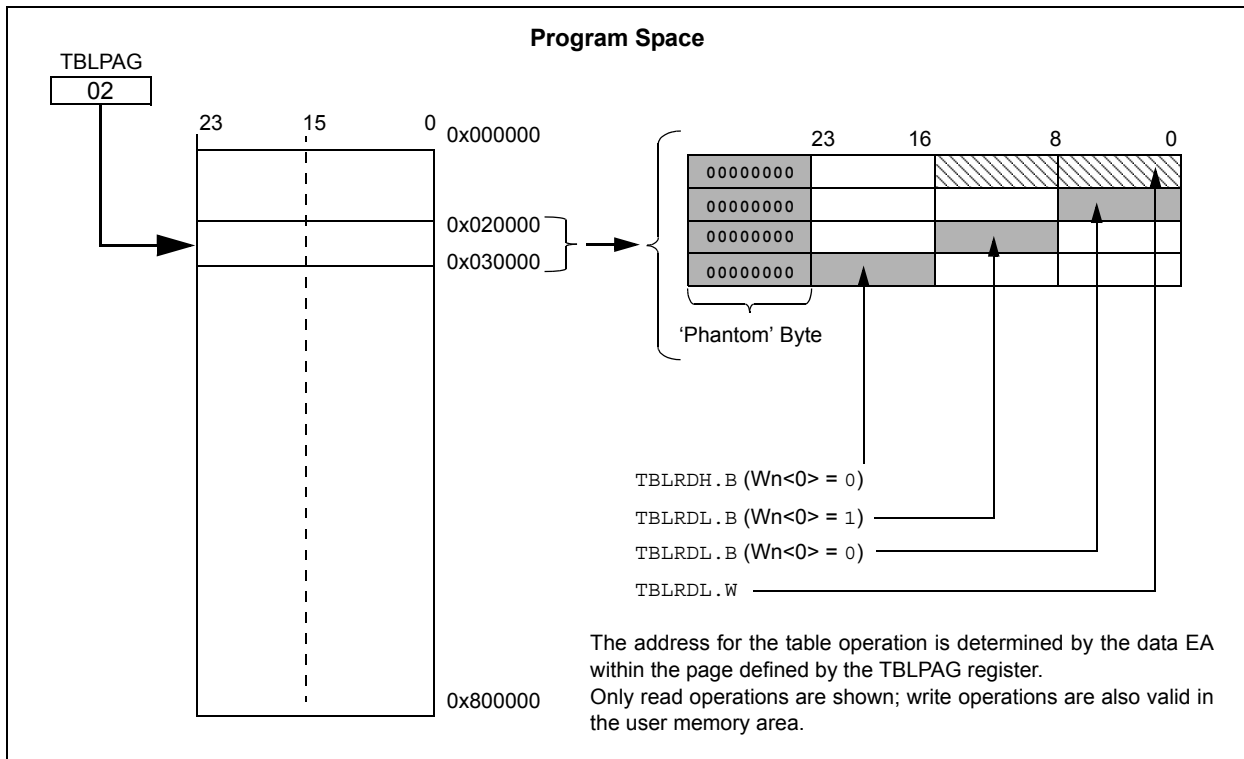 Program Space
TBLPAG
02
23 15 0
0x000000
0x020000
0x030000
0x800000
23 16 8 0
00000000
00000000
00000000
00000000
‘Phantom’ Byte
TBLRDH.B (Wn<0> = 0)
TBLRDL.B (Wn<0> = 1)
TBLRDL.B (Wn<0> = 0)
TBLRDL.W
The address for the table operation is determined by the data EA
within the page defined by the TBLPAG register.
Only read operations are shown; write operations are also valid in
the user memory area.